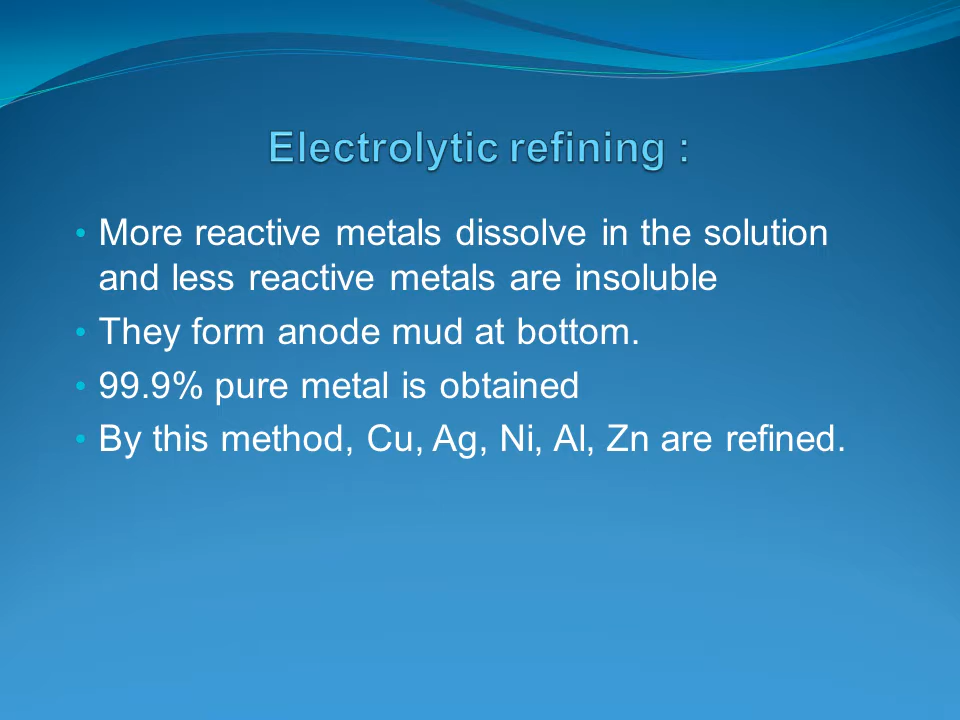 Electrolytic refining :
• More reactive metals dissolve in the solution
and less reactive metals are insoluble
• They form anode mud at bottom.
• 99.9% pure metal is obtained
• By this method, Cu, Ag, Ni, Al, Zn are refined.